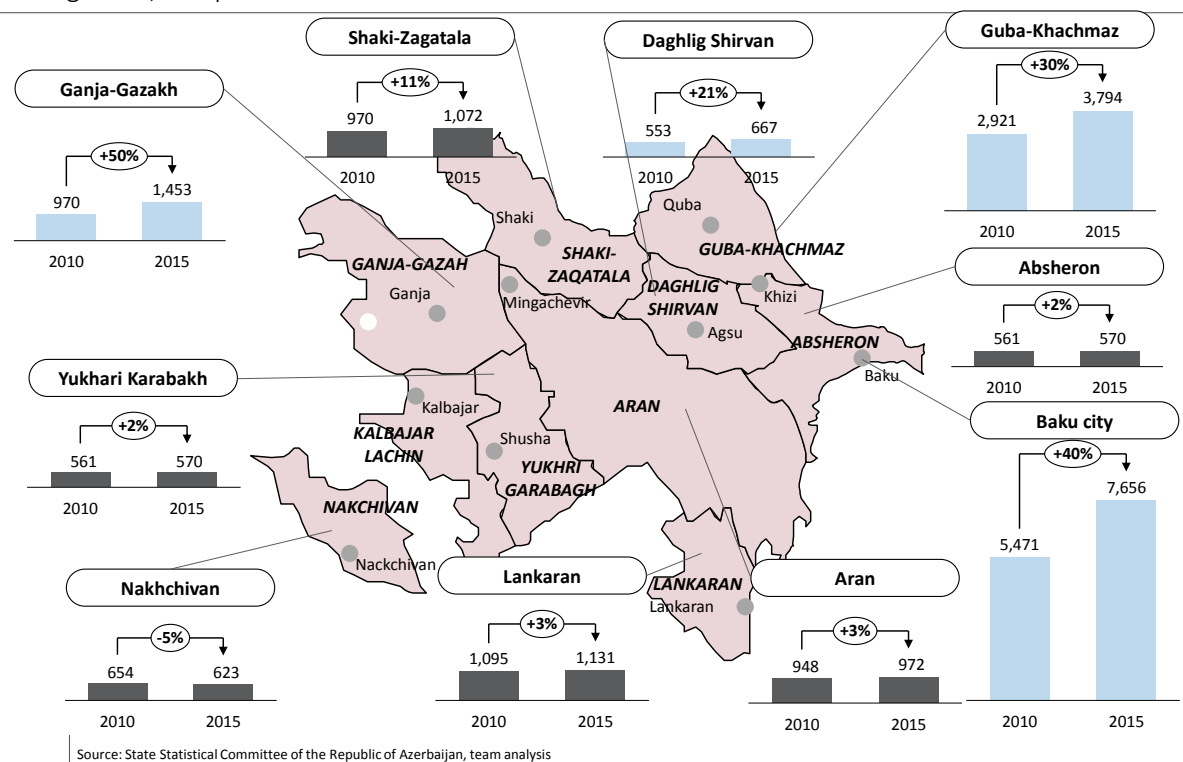 Shaki-Zagatala
+11%
970
1,072
2010
2015
Daghlig Shirvan
+21%
553
667
2010
2015
Guba-Khachmaz
+30%
2,921
3,794
2010
2015
Ganja-Gazakh
+50%
970
1,453
2010
2015
Absheron
+2%
561
570
2010
2015
Yukhari Karabakh
+2%
561
570
2010
2015
Baku city
+40%
5,471
7,656
2010
2015
Nakhchivan
-5%
654
623
2010
2015
Lankaran
+3%
1,095
1,131
2010
2015
Aran
+3%
948
972
2010
2015
Shaki
SHAKI-
ZAQATALA
Quba
GUBA-KHACHMAZ
GANJA-GAZAH
Ganja
Mingachevir
DAGHLIG
SHIRVAN
Khizi
Agsu
ABSHERON
Baku
ARAN
Kalbajar
KALBAJAR
LACHIN
Shusha
YUKHRI
GARABAGH
NAKCHIVAN
Nackchivan
LANKARAN
Lankaran
Source: State Statistical Committee of the Republic of Azerbaijan, team analysis